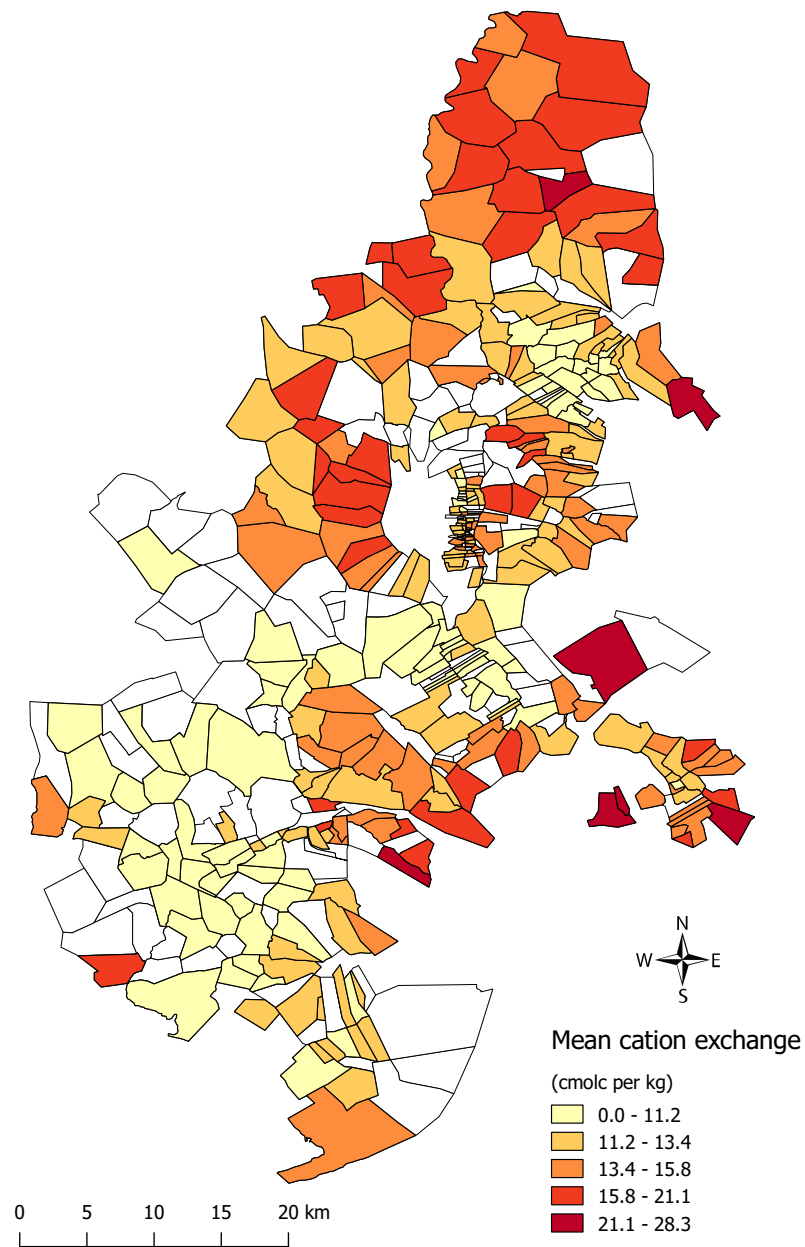 N
W E
S
Mean cation exchange
(cmolc per kg)
0.0 - 11.2
11.2 - 13.4
13.4 - 15.8
15.8 - 21.1
21.1 - 28.3
0 5 10 15 20 km